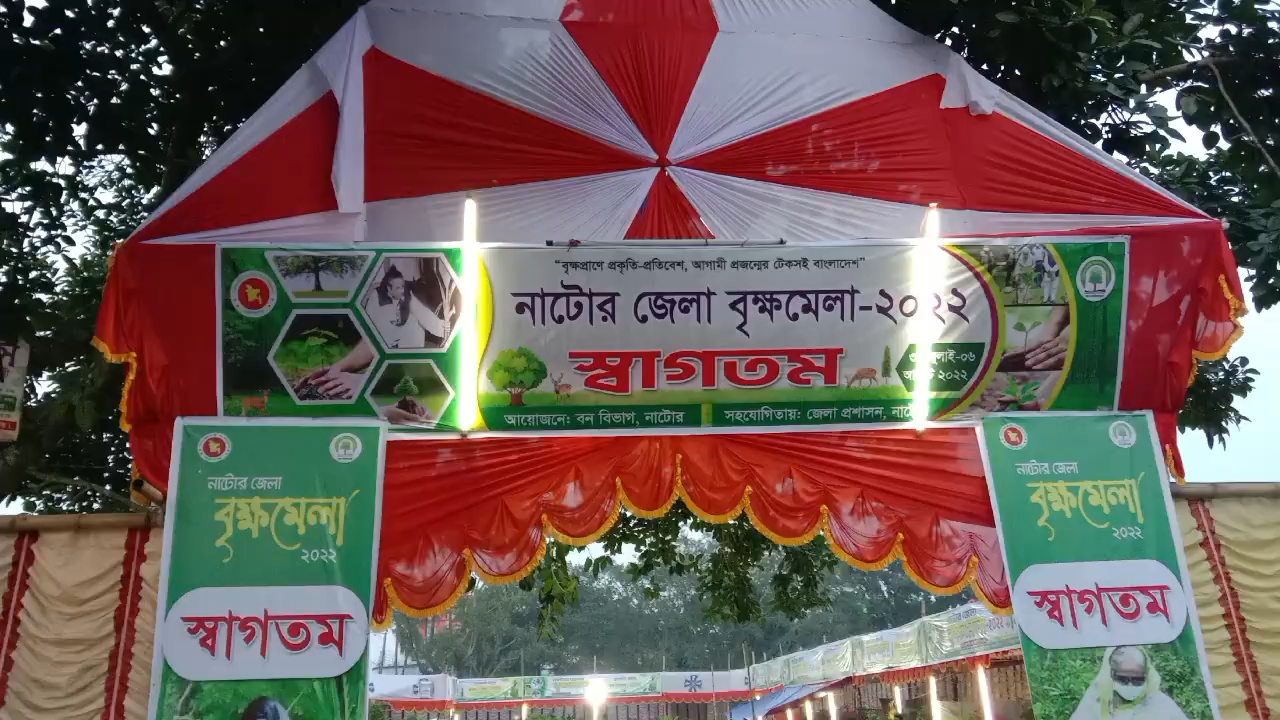 “বৃক্ষপ্রাণে প্রকৃতি-প্রতিবেশ, আগামী প্রজন্মের টেকসই বাংলাদেশ”
নাটোর জেলা বৃক্ষমেলা-২০২২
স্বাগতম
২০২২
আয়োজনে: বন বিভাগ, নাটোর
সহযোগিতায়: জেলা প্রশাসন,
নাটোর জেলা
বৃক্ষমেলা
২০২২
স্বাগতম
নাটোর জেলা
বৃক্ষমেলা
২০২২
স্বাগতম